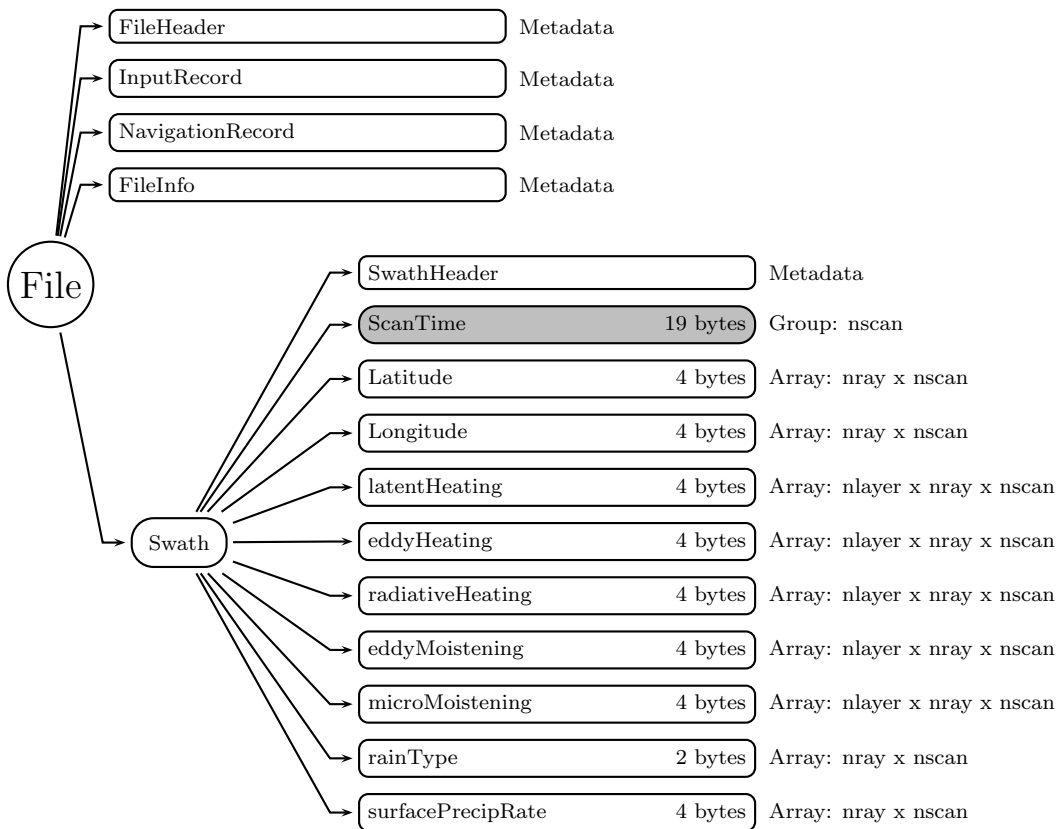 FileHeader Metadata
InputRecord Metadata
NavigationRecord Metadata
FileInfo Metadata
File
SwathHeader Metadata
ScanTime 19 bytes Group: nscan
Latitude 4 bytes Array: nray x nscan
Longitude 4 bytes Array: nray x nscan
latentHeating 4 bytes Array: nlayer x nray x nscan
Swath
eddyHeating 4 bytes Array: nlayer x nray x nscan
radiativeHeating 4 bytes Array: nlayer x nray x nscan
eddyMoistening 4 bytes Array: nlayer x nray x nscan
microMoistening 4 bytes Array: nlayer x nray x nscan
rainType 2 bytes Array: nray x nscan
surfacePrecipRate 4 bytes Array: nray x nscan